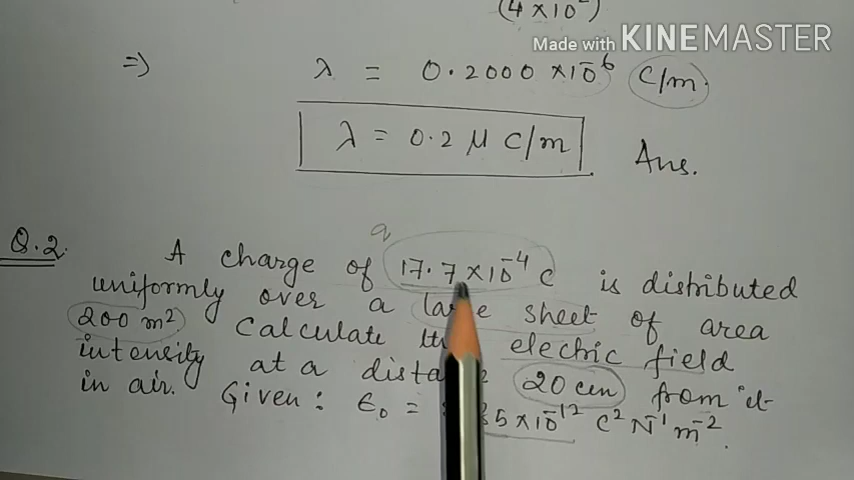 (4×10
Made with KINEMASTER
⇒ λ = 0.2000 ×10⁻⁶ C/m.
λ = 0.2 μ C/m Ans.
q
Q.2. A charge of 17.7×10⁻⁴ C is distributed
uniformly over a large sheet of area
200 m². Calculate the electric field
intensity at a distance 20 cm from it
in air. Given: ε₀ = 85×10⁻¹² C² N⁻¹ m⁻².